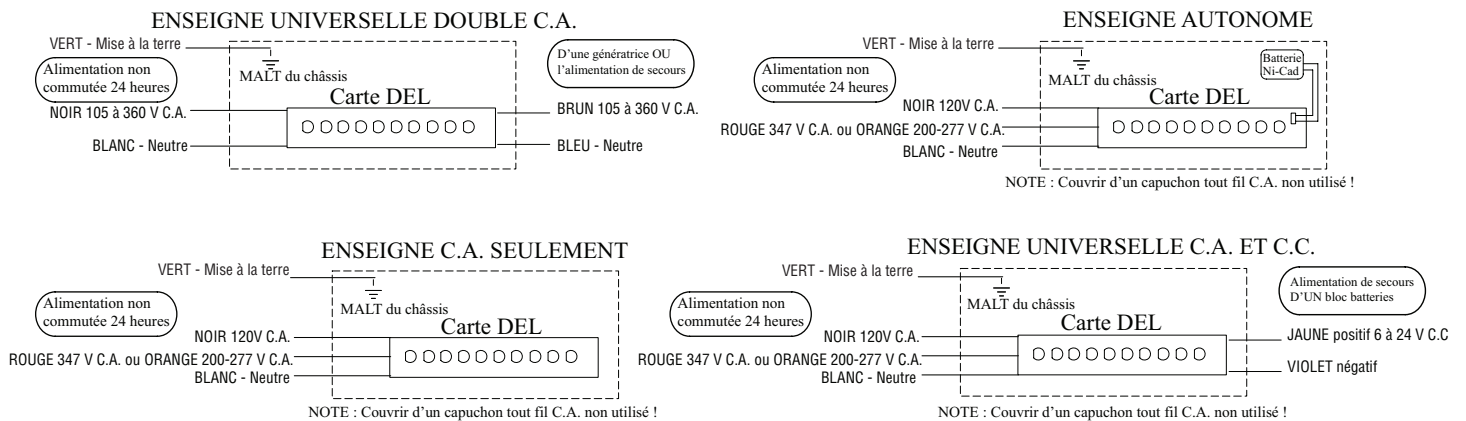 ENSEIGNE UNIVERSELLE DOUBLE C.A.
VERT - Mise à la terre
Alimentation non
commutée 24 heures
MALT du châssis
D'une génératrice OU
l'alimentation de secours
Carte DEL
NOIR 105 à 360 V C.A.
BRUN 105 à 360 V C.A.
BLANC - Neutre
BLEU - Neutre
ENSEIGNE AUTONOME
VERT - Mise à la terre
Alimentation non
commutée 24 heures
MALT du châssis
Batterie
Ni-Cad
Carte DEL
NOIR 120V C.A.
ROUGE 347 V C.A. ou ORANGE 200-277 V C.A.
BLANC - Neutre
NOTE : Couvrir d'un capuchon tout fil C.A. non utilisé !
ENSEIGNE C.A. SEULEMENT
VERT - Mise à la terre
Alimentation non
commutée 24 heures
MALT du châssis
Carte DEL
NOIR 120V C.A.
ROUGE 347 V C.A. ou ORANGE 200-277 V C.A.
BLANC - Neutre
NOTE : Couvrir d'un capuchon tout fil C.A. non utilisé !
ENSEIGNE UNIVERSELLE C.A. ET C.C.
VERT - Mise à la terre
Alimentation non
commutée 24 heures
MALT du châssis
Alimentation de secours
D'UN bloc batteries
Carte DEL
NOIR 120V C.A.
JAUNE positif 6 à 24 V C.C
ROUGE 347 V C.A. ou ORANGE 200-277 V C.A.
BLANC - Neutre
VIOLET négatif
NOTE : Couvrir d'un capuchon tout fil C.A. non utilisé !